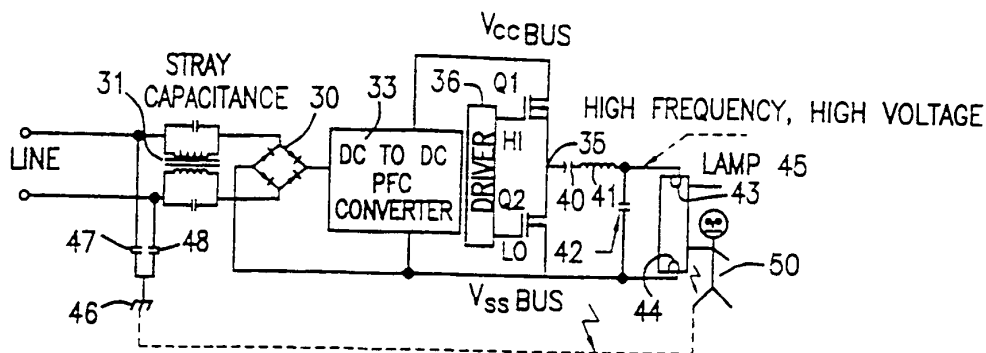 VCC BUS
STRAY
CAPACITANCE
31
30
33
36
Q1
HIGH FREQUENCY, HIGH VOLTAGE
LINE
DC TO DC
PFC
CONVERTER
DRIVER
HI
35
LAMP 45
43
Q2
40
41
47
48
LO
42
50
46
VSS BUS
44